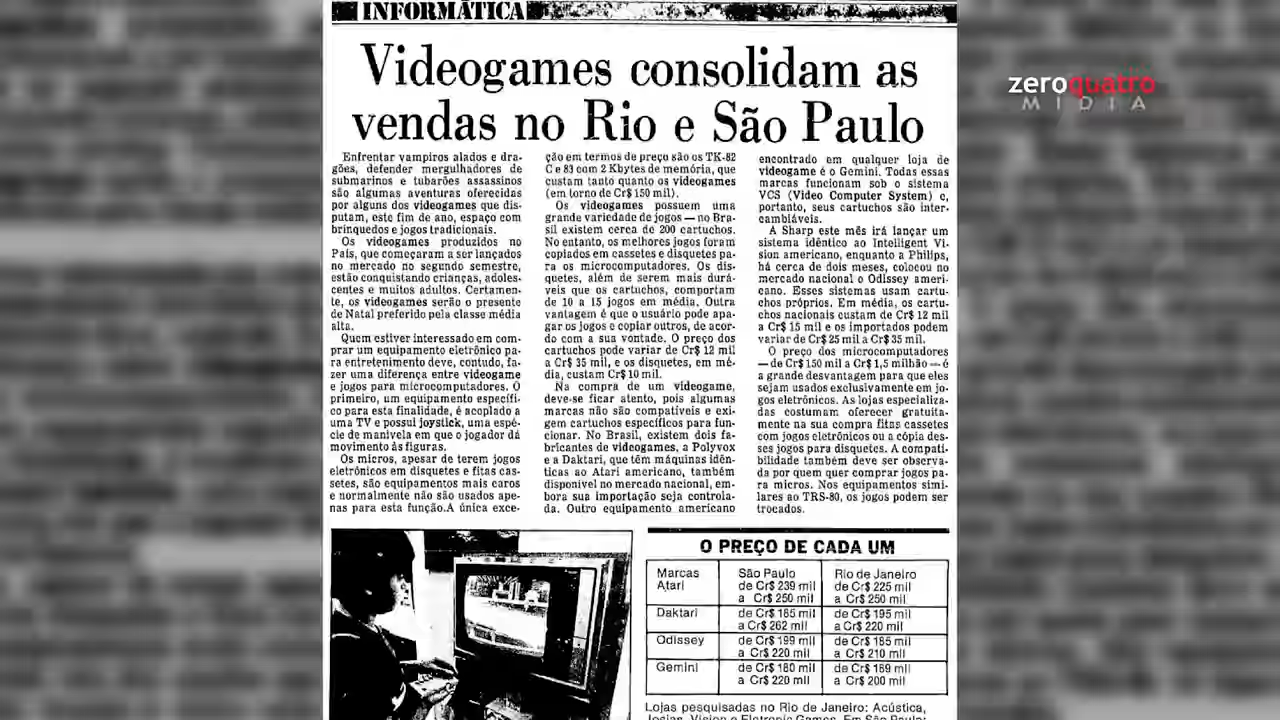 INFORMÁTICA
Videogames consolidam as
vendas no Rio e São Paulo
Enfrentar vampiros alados e dra-
gões, defender mergulhadores de
submarinos e tubarões assassinos
são algumas aventuras oferecidas
por alguns dos videogames que dis-
putam, este fim de ano, espaço com
brinquedos e jogos tradicionais.
Os videogames produzidos no
País, que começaram a ser lançados
no mercado no segundo semestre,
estão conquistando crianças, adoles-
centes e muitos adultos. Certamen-
te, os videogames serão o presente
de Natal preferido pela classe média
alta.
Quem estiver interessado em com-
prar um equipamento eletrônico pa-
ra entretenimento deve, contudo, fa-
zer uma diferença entre videogame
e jogos para microcomputadores. O
primeiro, um equipamento específi-
co para esta finalidade, é acoplado a
uma TV e possui joystick, uma espé-
cie de manivela em que o jogador dá
movimento às figuras.
Os micros, apesar de terem jogos
eletrônicos em disquetes e fitas cas-
setes, são equipamentos mais caros
e normalmente não são usados ape-
nas para esta função.A única exce-
ção em termos de preço são os TK-82
C e 83 com 2 Kbytes de memória, que
custam tanto quanto os videogames
(em torno de Cr$ 150 mil).
Os videogames possuem uma
grande variedade de jogos — no Bra-
sil existem cerca de 200 cartuchos.
No entanto, os melhores jogos foram
copiados em cassetes e disquetes pa-
ra os microcomputadores. Os dis-
quetes, além de serem mais durá-
veis que os cartuchos, comportam
de 10 a 15 jogos em média. Outra
vantagem é que o usuário pode apa-
gar os jogos e copiar outros, de acor-
do com a sua vontade. O preço dos
cartuchos pode variar de Cr$ 12 mil
a Cr$ 35 mil, e os disquetes, em mé-
dia, custam Cr$ 10 mil.
Na compra de um videogame,
deve-se ficar atento, pois algumas
marcas não são compatíveis e exi-
gem cartuchos específicos para fun-
cionar. No Brasil, existem dois fa-
bricantes de videogames, a Polyvox
e a Daktari, que têm máquinas idên-
ticas ao Atari americano, também
disponível no mercado nacional, em-
bora sua importação seja controla-
da. Outro equipamento americano
encontrado em qualquer loja de
videogame é o Gemini. Todas essas
marcas funcionam sob o sistema
VCS (Video Computer System) e,
portanto, seus cartuchos são inter-
cambiáveis.
A Sharp este mês irá lançar um
sistema idêntico ao Intelligent Vi-
sion americano, enquanto a Philips,
há cerca de dois meses, colocou no
mercado nacional o Odissey ameri-
cano. Esses sistemas usam cartu-
chos próprios. Em média, os cartu-
chos nacionais custam de Cr$ 12 mil
a Cr$ 15 mil e os importados podem
variar de Cr$ 25 mil a Cr$ 35 mil.
O preço dos microcomputadores
— de Cr$ 150 mil a Cr$ 1,5 milhão — é
a grande desvantagem para que eles
sejam usados exclusivamente em jo-
gos eletrônicos. As lojas especializa-
das costumam oferecer gratuita-
mente na sua compra fitas cassetes
com jogos eletrônicos ou a cópia des-
ses jogos para disquetes. A compati-
bilidade também deve ser observa-
da por quem quer comprar jogos pa-
ra micros. Nos equipamentos simi-
lares ao TRS-80, os jogos podem ser
trocados.
O PREÇO DE CADA UM
Marcas São Paulo Rio de Janeiro
Atari de Cr$ 239 mil de Cr$ 225 mil
a Cr$ 250 mil a Cr$ 250 mil
Daktari de Cr$ 185 mil de Cr$ 195 mil
a Cr$ 262 mil a Cr$ 220 mil
Odissey de Cr$ 199 mil de Cr$ 185 mil
a Cr$ 220 mil a Cr$ 210 mil
Gemini de Cr$ 180 mil de Cr$ 169 mil
a Cr$ 220 mil a Cr$ 200 mil
Lojas pesquisadas no Rio de Janeiro: Acústica,
Vision e Eletronic Games. Em São Paulo:
zeroquatro
MÍDIA